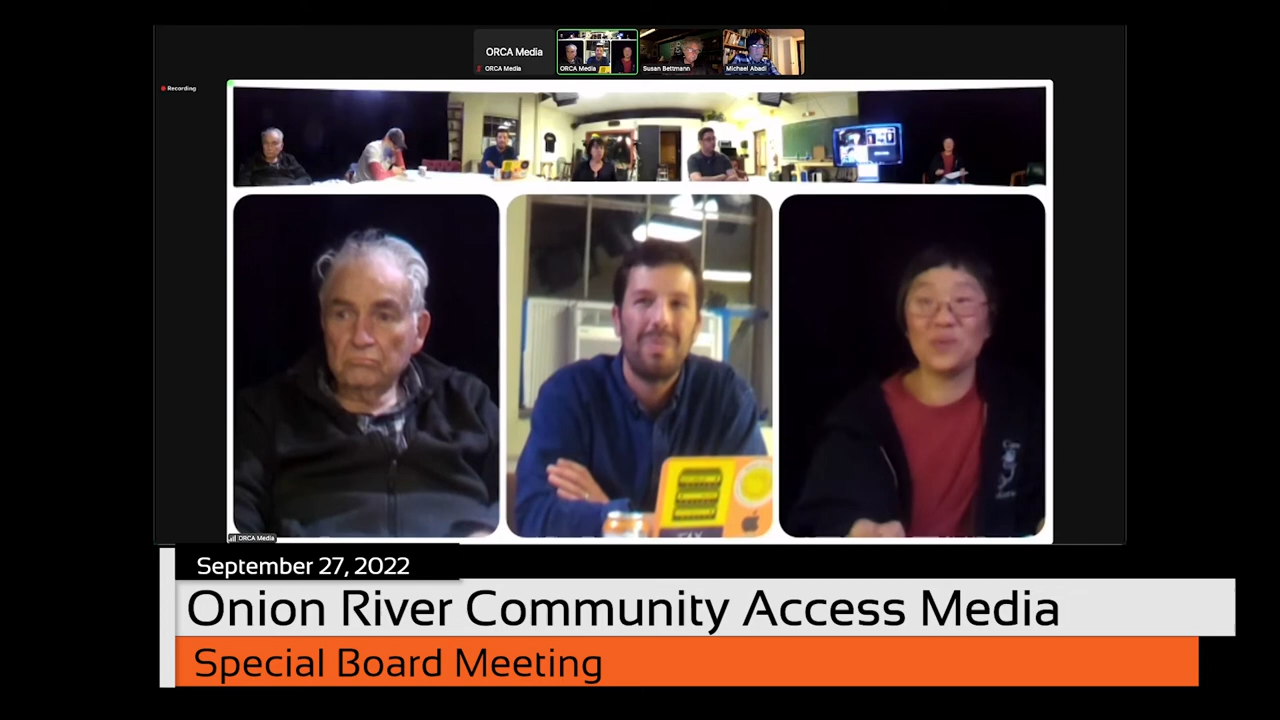 ORCA Media
ORCA Media
ORCA Media
Susan Bettmann
Michael Abadi
Recording
ORCA Media
September 27, 2022
Onion River Community Access Media
Special Board Meeting